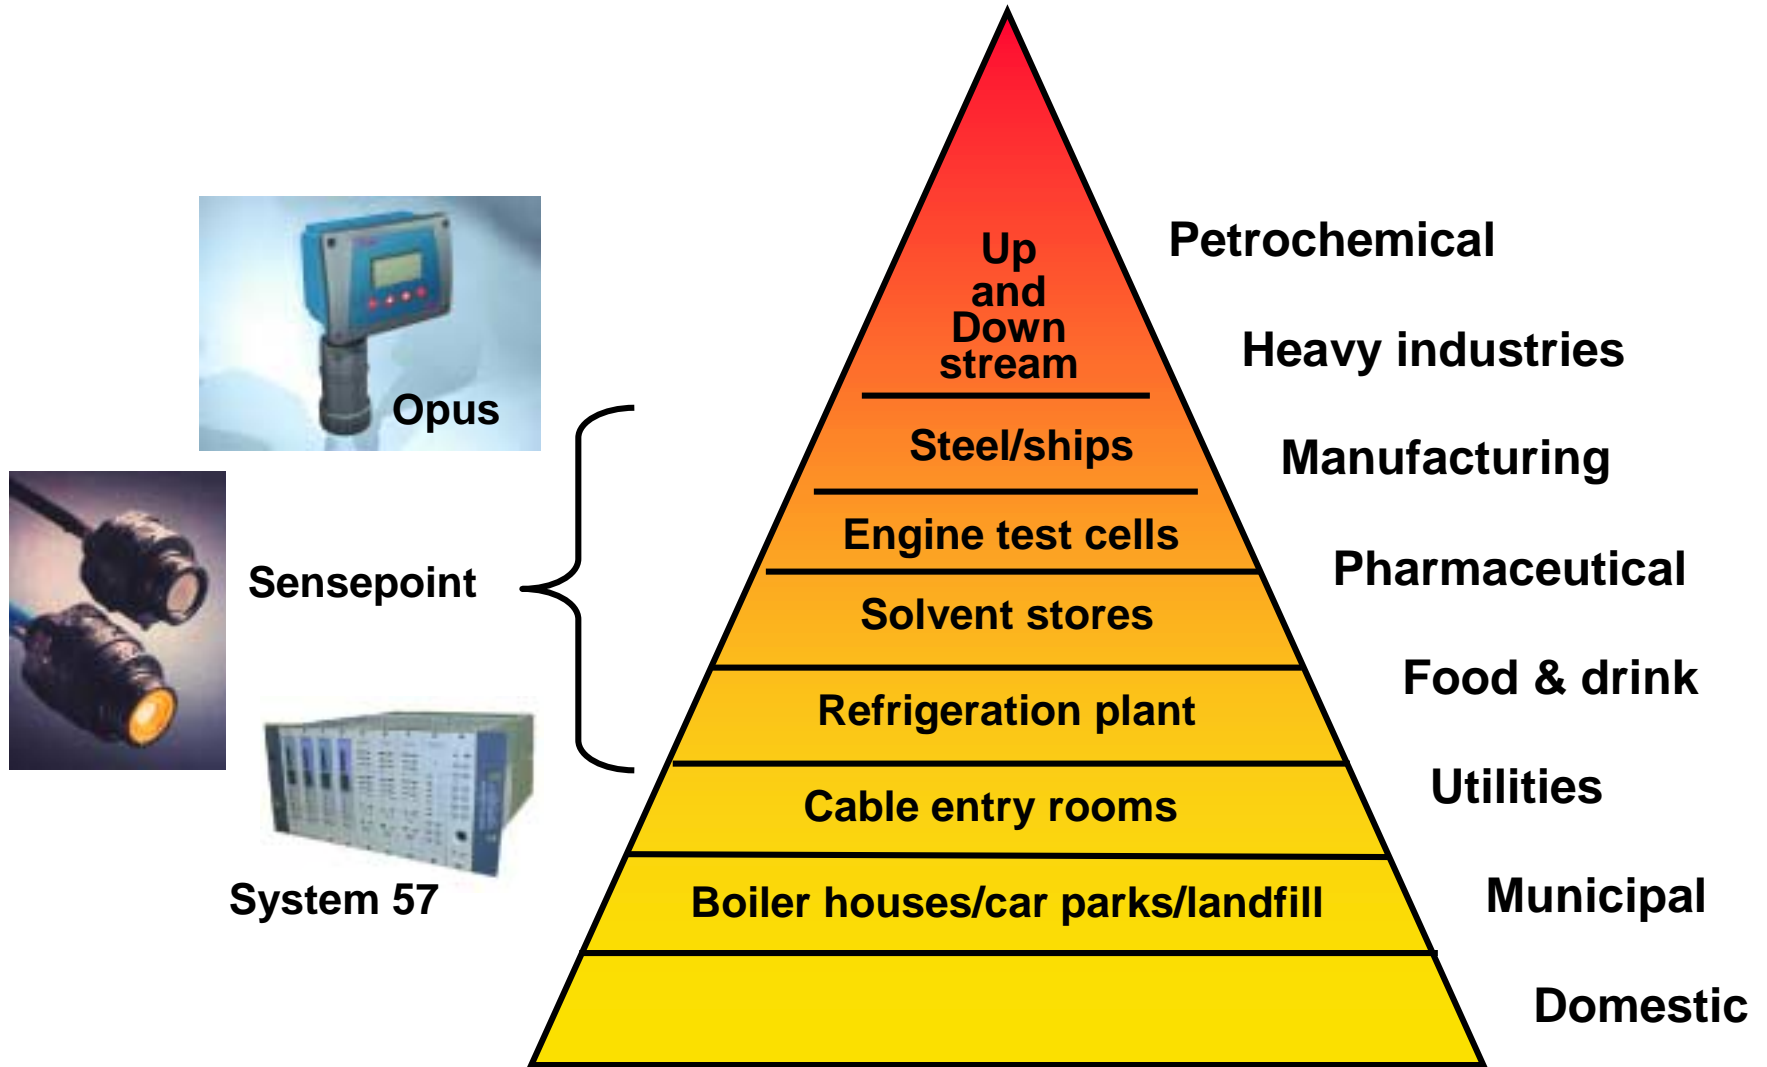 Up
and
Down
stream
Petrochemical
Heavy industries
Opus
Steel/ships
Manufacturing
Engine test cells
Pharmaceutical
Sensepoint
Solvent stores
Food & drink
Refrigeration plant
Utilities
Cable entry rooms
System 57
Boiler houses/car parks/landfill
Municipal
Domestic